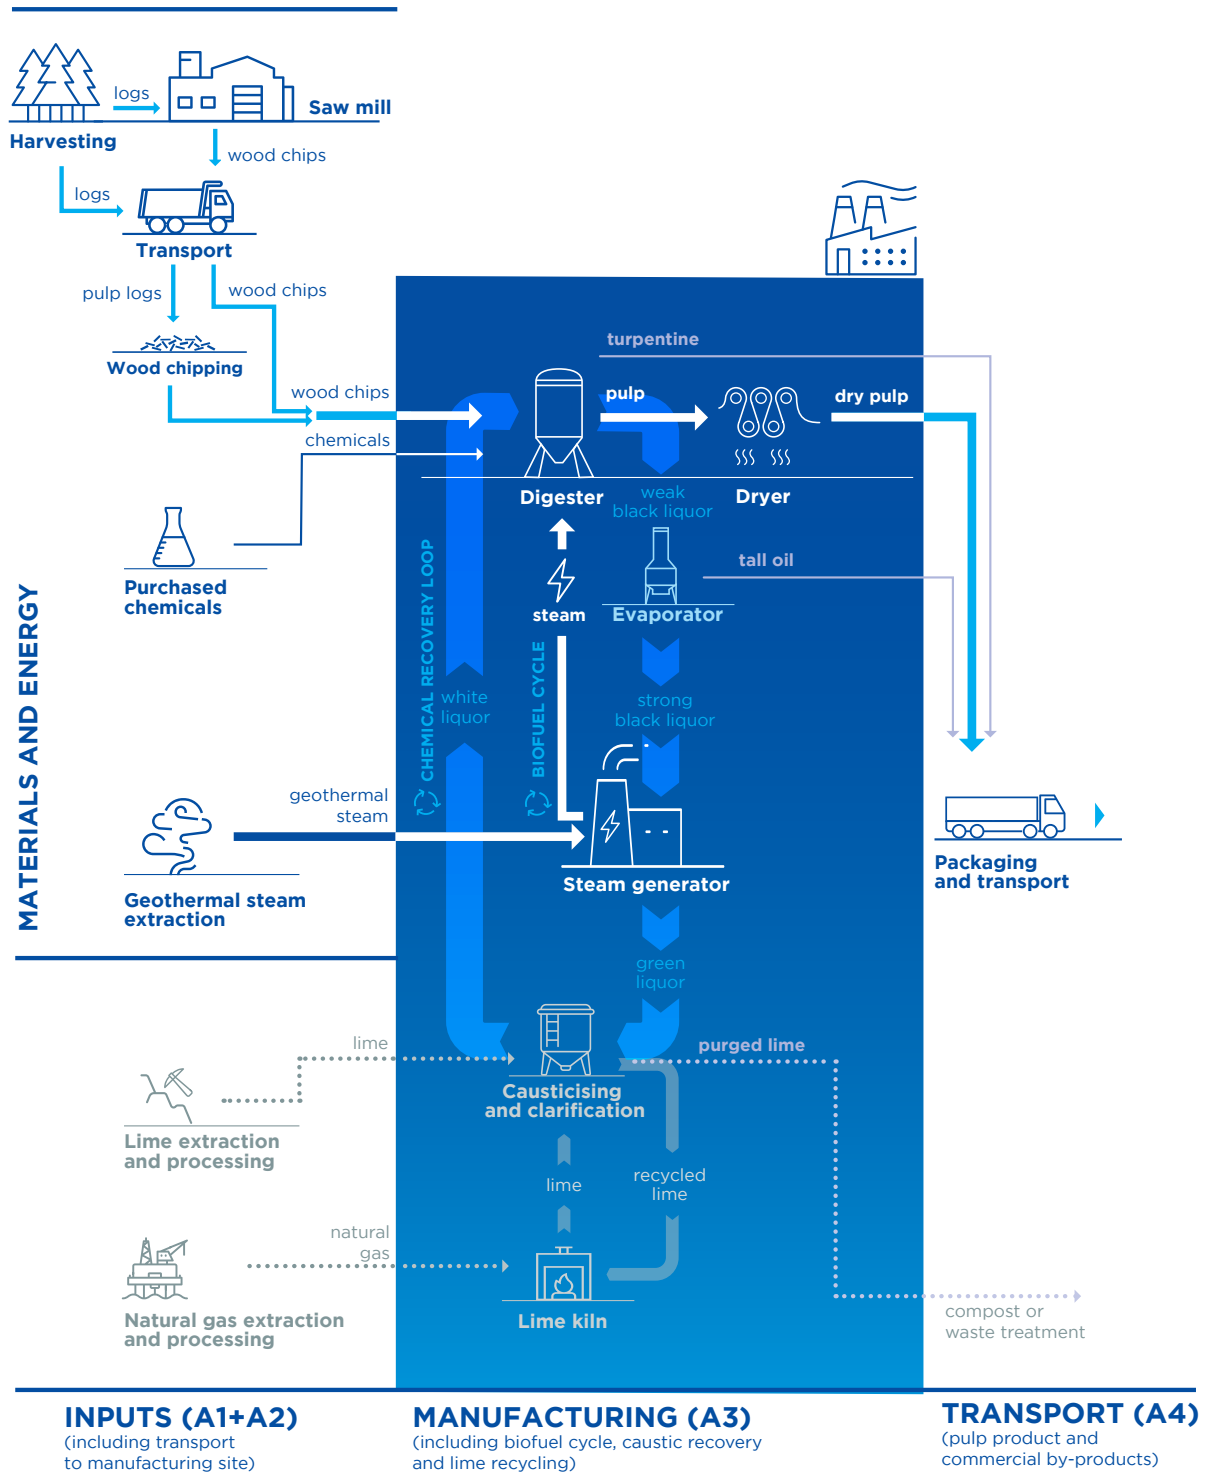 logs
Saw mill
Harvesting
wood chips
logs
Transport
pulp logs
wood chips
turpentine
Wood chipping
wood chips
pulp
dry pulp
chemicals
Digester
weak
black liquor
Dryer
tall oil
Purchased
chemicals
steam
Evaporator
MATERIALS AND ENERGY
CHEMICAL RECOVERY LOOP
BIOFUEL CYCLE
white
liquor
strong
black liquor
geothermal
steam
Packaging
and transport
Steam generator
Geothermal steam
extraction
green
liquor
lime
purged lime
Causticising
and clarification
Lime extraction
and processing
lime
recycled
lime
natural
gas
Natural gas extraction
and processing
Lime kiln
compost or
waste treatment
INPUTS (A1+A2)
(including transport
to manufacturing site)
MANUFACTURING (A3)
(including biofuel cycle, caustic recovery
and lime recycling)
TRANSPORT (A4)
(pulp product and
commercial by-products)